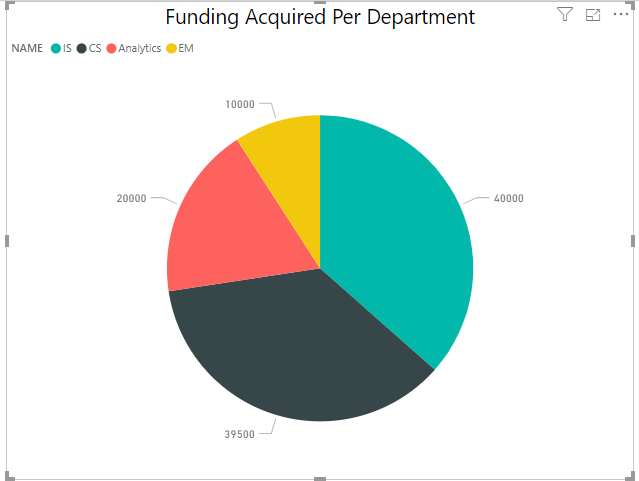 Funding Acquired Per Department
NAME IS CS Analytics EM
10000
20000
40000
39500